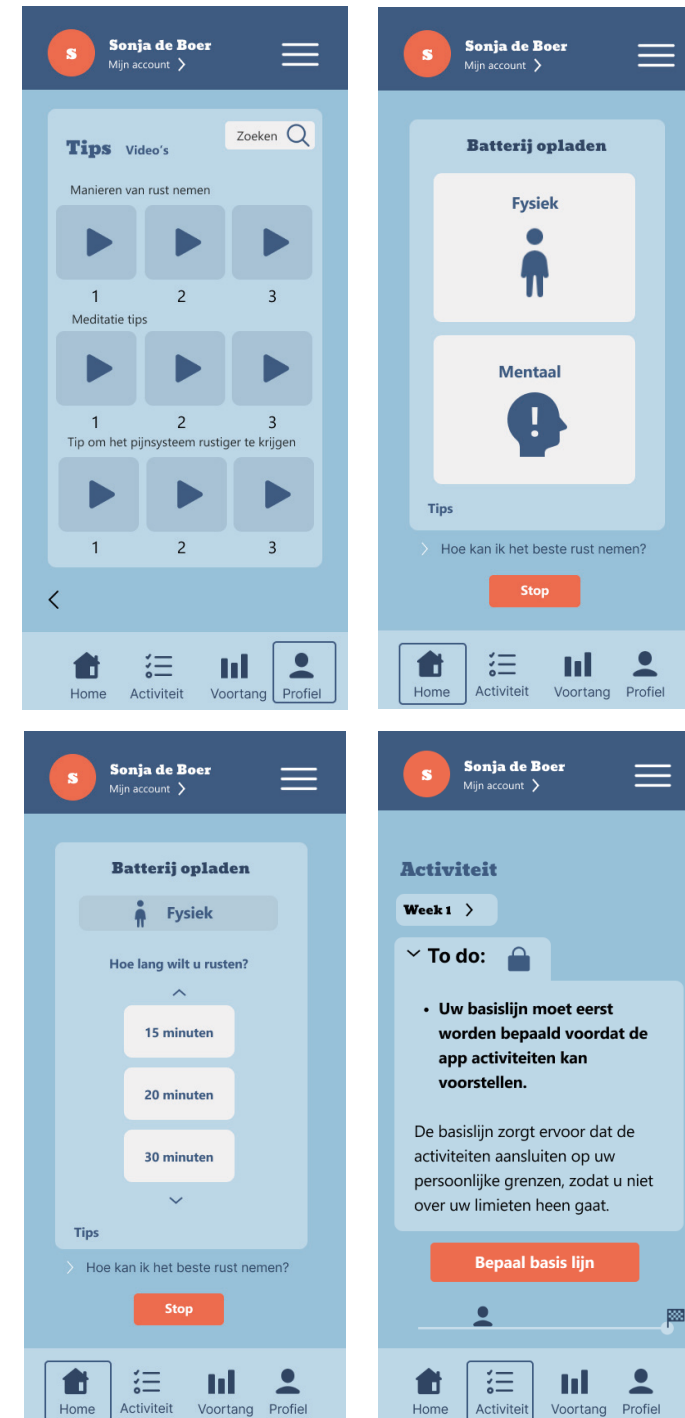 S
Sonja de Boer
Mijn account >
Tips Video's
Zoeken
Manieren van rust nemen
1 2 3
Meditatie tips
1 2 3
Tip om het pijnsysteem rustiger te krijgen
1 2 3
Home Activiteit Voortang Profiel
S
Sonja de Boer
Mijn account >
Batterij opladen
Fysiek
Mentaal
!
Tips
> Hoe kan ik het beste rust nemen?
Stop
Home Activiteit Voortang Profiel
S
Sonja de Boer
Mijn account >
Batterij opladen
Fysiek
Hoe lang wilt u rusten?
15 minuten
20 minuten
30 minuten
Tips
> Hoe kan ik het beste rust nemen?
Stop
Home Activiteit Voortang Profiel
S
Sonja de Boer
Mijn account >
Activiteit
Week 1 >
To do:
• Uw basislijn moet eerst
worden bepaald voordat de
app activiteiten kan
voorstellen.
De basislijn zorgt ervoor dat de
activiteiten aansluiten op uw
persoonlijke grenzen, zodat u niet
over uw limieten heen gaat.
Bepaal basis lijn
Home Activiteit Voortang Profiel